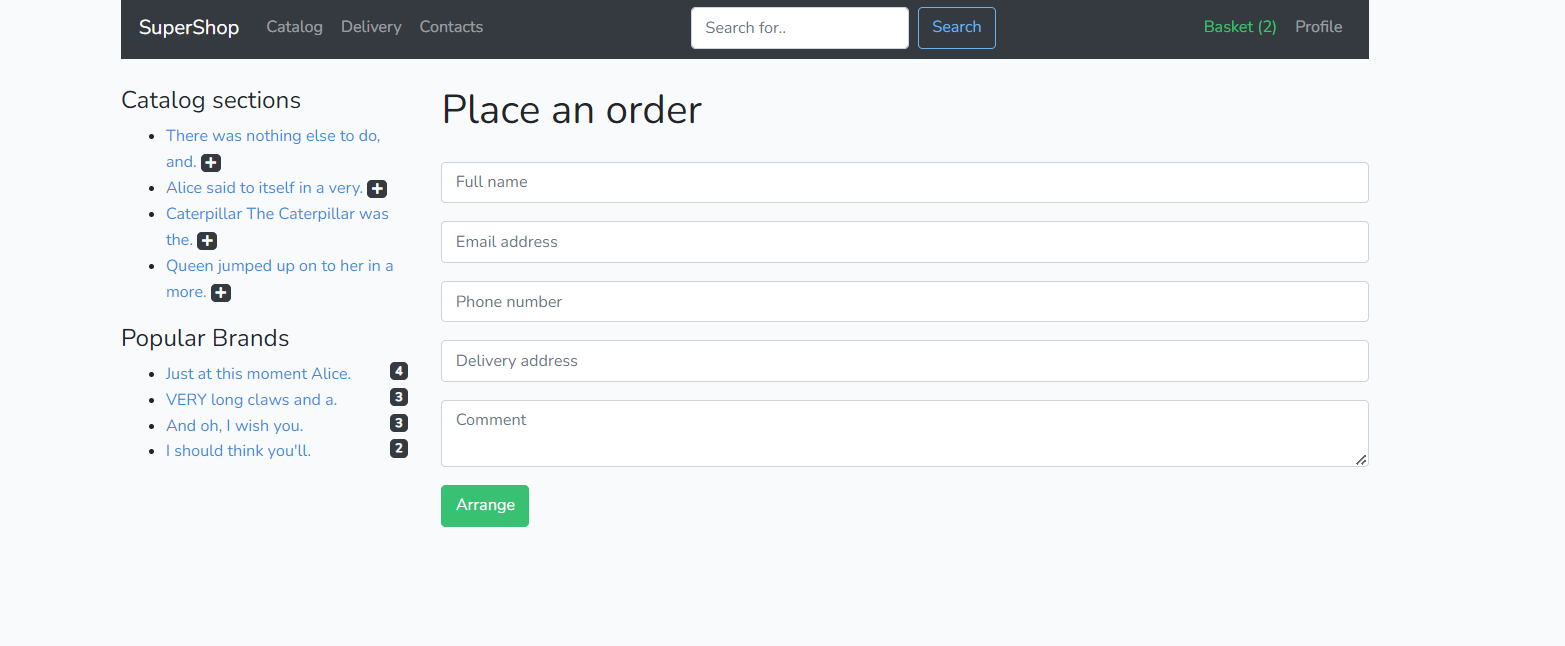 SuperShop Catalog Delivery Contacts Search for.. Search Basket (2) Profile
Catalog sections
There was nothing else to do,
and.
Alice said to itself in a very.
Caterpillar The Caterpillar was
the.
Queen jumped up on to her in a
more.
Popular Brands
Just at this moment Alice. 4
VERY long claws and a. 3
And oh, I wish you. 3
I should think you'll. 2
Place an order
Full name
Email address
Phone number
Delivery address
Comment
Arrange